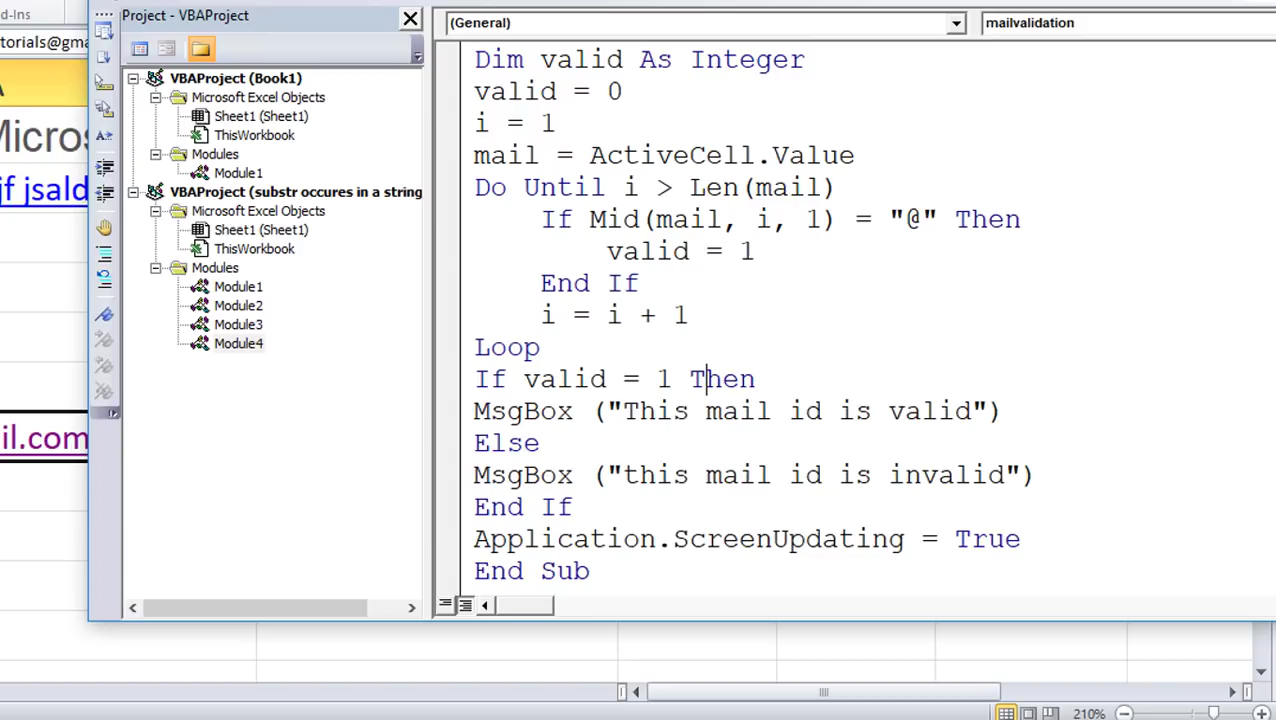 d-Ins
torials@gma
A
Micros
jf jsald
il.com
Project - VBAProject
VBAProject (Book1)
Microsoft Excel Objects
Sheet1 (Sheet1)
ThisWorkbook
Modules
Module1
VBAProject (substr occures in a string
Microsoft Excel Objects
Sheet1 (Sheet1)
ThisWorkbook
Modules
Module1
Module2
Module3
Module4
(General)
mailvalidation
Dim valid As Integer
valid = 0
i = 1
mail = ActiveCell.Value
Do Until i > Len(mail)
If Mid(mail, i, 1) = "@" Then
valid = 1
End If
i = i + 1
Loop
If valid = 1 Then
MsgBox ("This mail id is valid")
Else
MsgBox ("this mail id is invalid")
End If
Application.ScreenUpdating = True
End Sub
210%